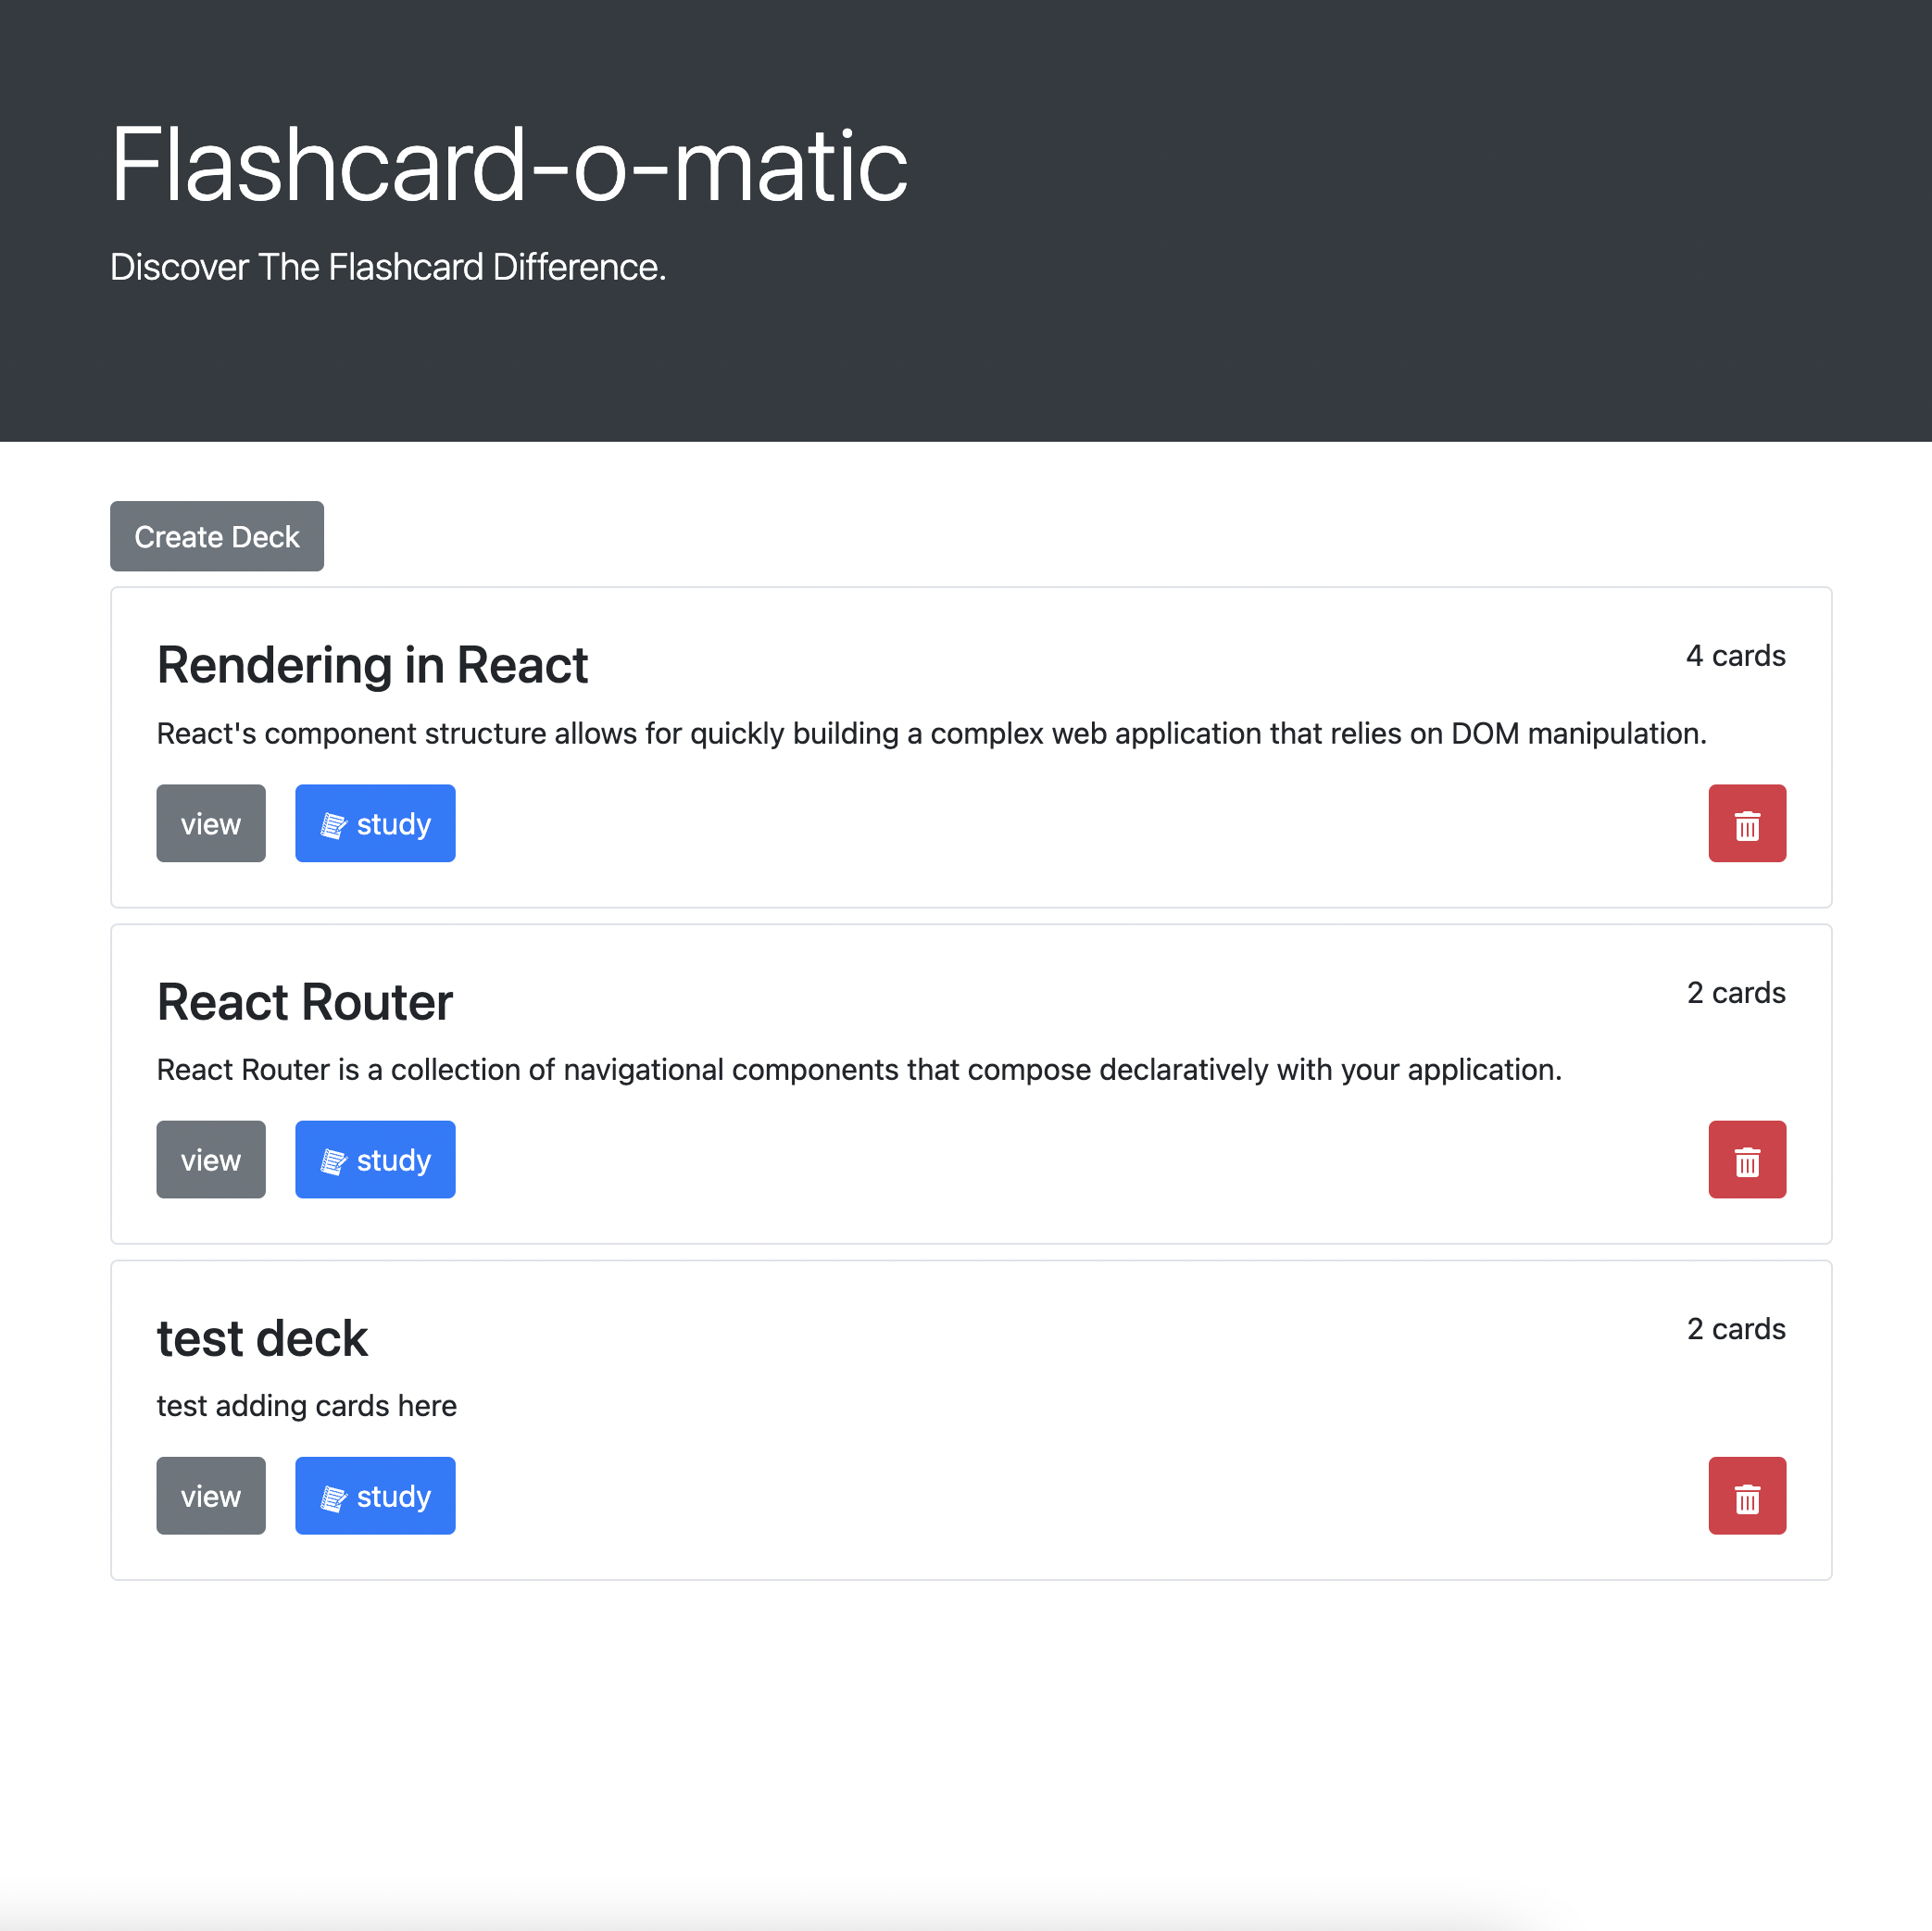 Flashcard-o-matic
Discover The Flashcard Difference.
Create Deck
Rendering in React
4 cards
React's component structure allows for quickly building a complex web application that relies on DOM manipulation.
view
study
React Router
2 cards
React Router is a collection of navigational components that compose declaratively with your application.
view
study
test deck
2 cards
test adding cards here
view
study